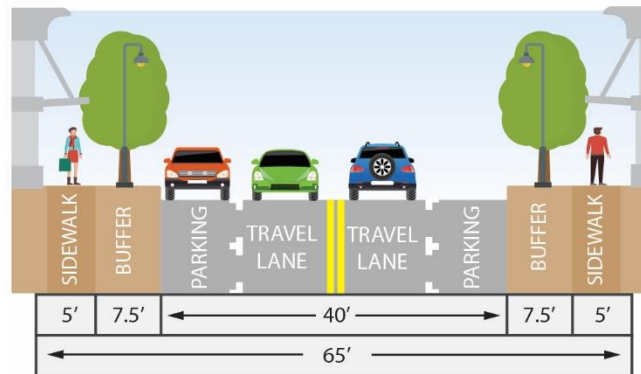 SIDEWALK
BUFFER
PARKING
TRAVEL
LANE
TRAVEL
LANE
PARKING
BUFFER
SIDEWALK
5' 7.5' 40' 7.5' 5'
65'